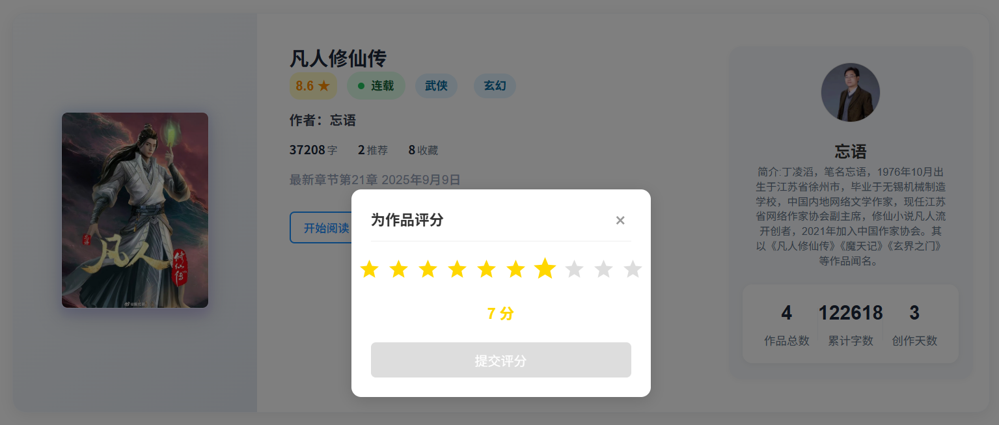 凡人修仙传
8.6 ★
连载
武侠
玄幻
作者：忘语
37208字 2推荐 8收藏
最新章节第21章 2025年9月9日
开始阅读
忘语
凡人
修仙传
为作品评分
×
7 分
提交评分
忘语
简介:丁凌滔，笔名忘语，1976年10月出
生于江苏省徐州市，毕业于无锡机械制造
学校，中国内地网络文学作家，现任江苏
省网络作家协会副主席，修仙小说凡人流
开创者，2021年加入中国作家协会。其
以《凡人修仙传》《魔天记》《玄界之门》
等作品闻名。
4 122618 3
作品总数 累计字数 创作天数